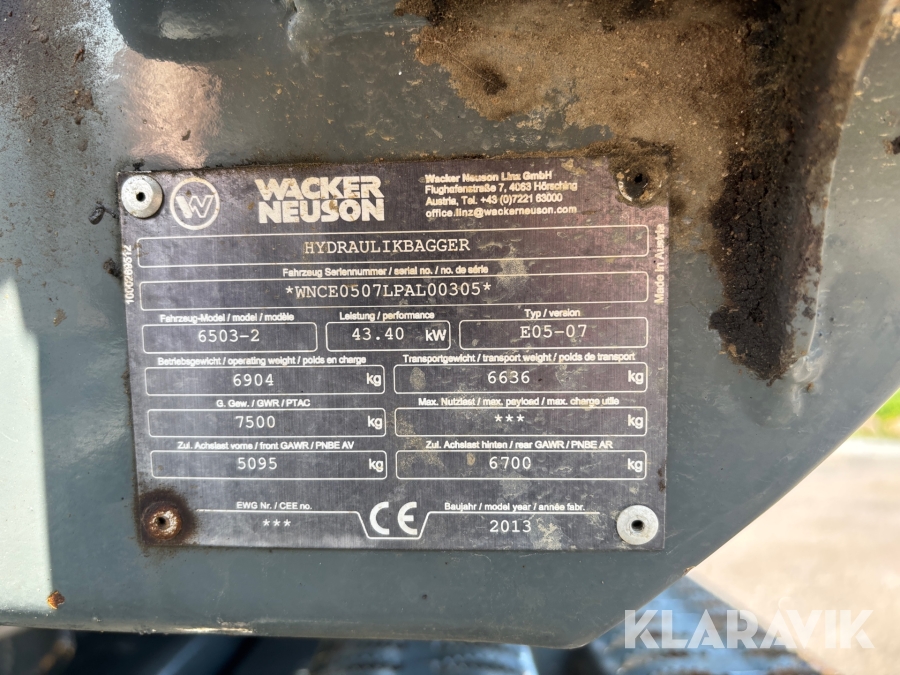 W
WACKER
NEUSON
Wacker Neuson Linz GmbH
Flughafenstraße 7, 4063 Hörsching
Austria, Tel. +43 (0)7221 63000
office.linz@wackerneuson.com
HYDRAULIKBAGGER
Fahrzeug Seriennummer / serial no. / no. de série
*WNCE0507LPAL00305*
Fahrzeug-Model / model / modèle
6503-2
Leistung / performance
43.40 kW
Typ / version
E05-07
Betriebsgewicht / operating weight / poids en charge
6904 kg
Transportgewicht / transport weight / poids de transport
6636 kg
G. Gew. / GWR / PTAC
7500 kg
Max. Nutzlast / max. payload / max. charge utile
*** kg
Zul. Achslast vorne / front GAWR / PNBE AV
5095 kg
Zul. Achslast hinten / rear GAWR / PNBE AR
6700 kg
EWG Nr. / CEE no.
***
CE
Baujahr / model year / année fabr.
2013
Made in Austria
KLARAVIK